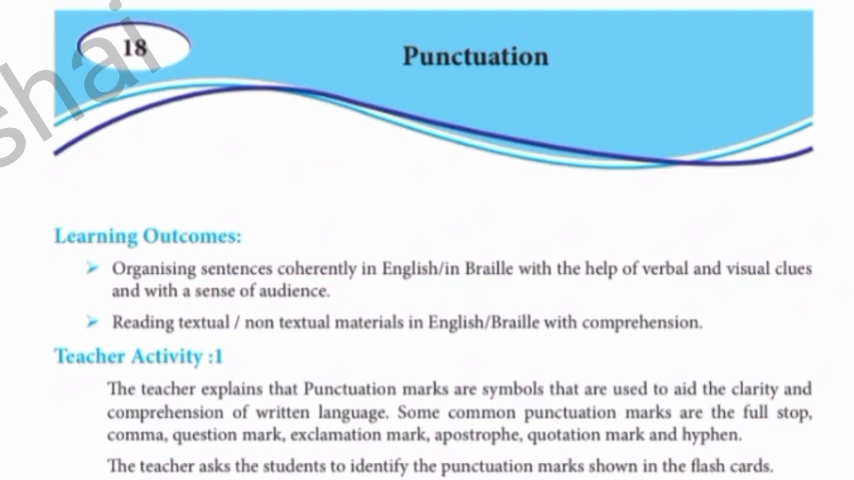 18
Punctuation
shai
Learning Outcomes:
Organising sentences coherently in English/in Braille with the help of verbal and visual clues
and with a sense of audience.
Reading textual / non textual materials in English/Braille with comprehension.
Teacher Activity :1
The teacher explains that Punctuation marks are symbols that are used to aid the clarity and
comprehension of written language. Some common punctuation marks are the full stop,
comma, question mark, exclamation mark, apostrophe, quotation mark and hyphen.
The teacher asks the students to identify the punctuation marks shown in the flash cards.